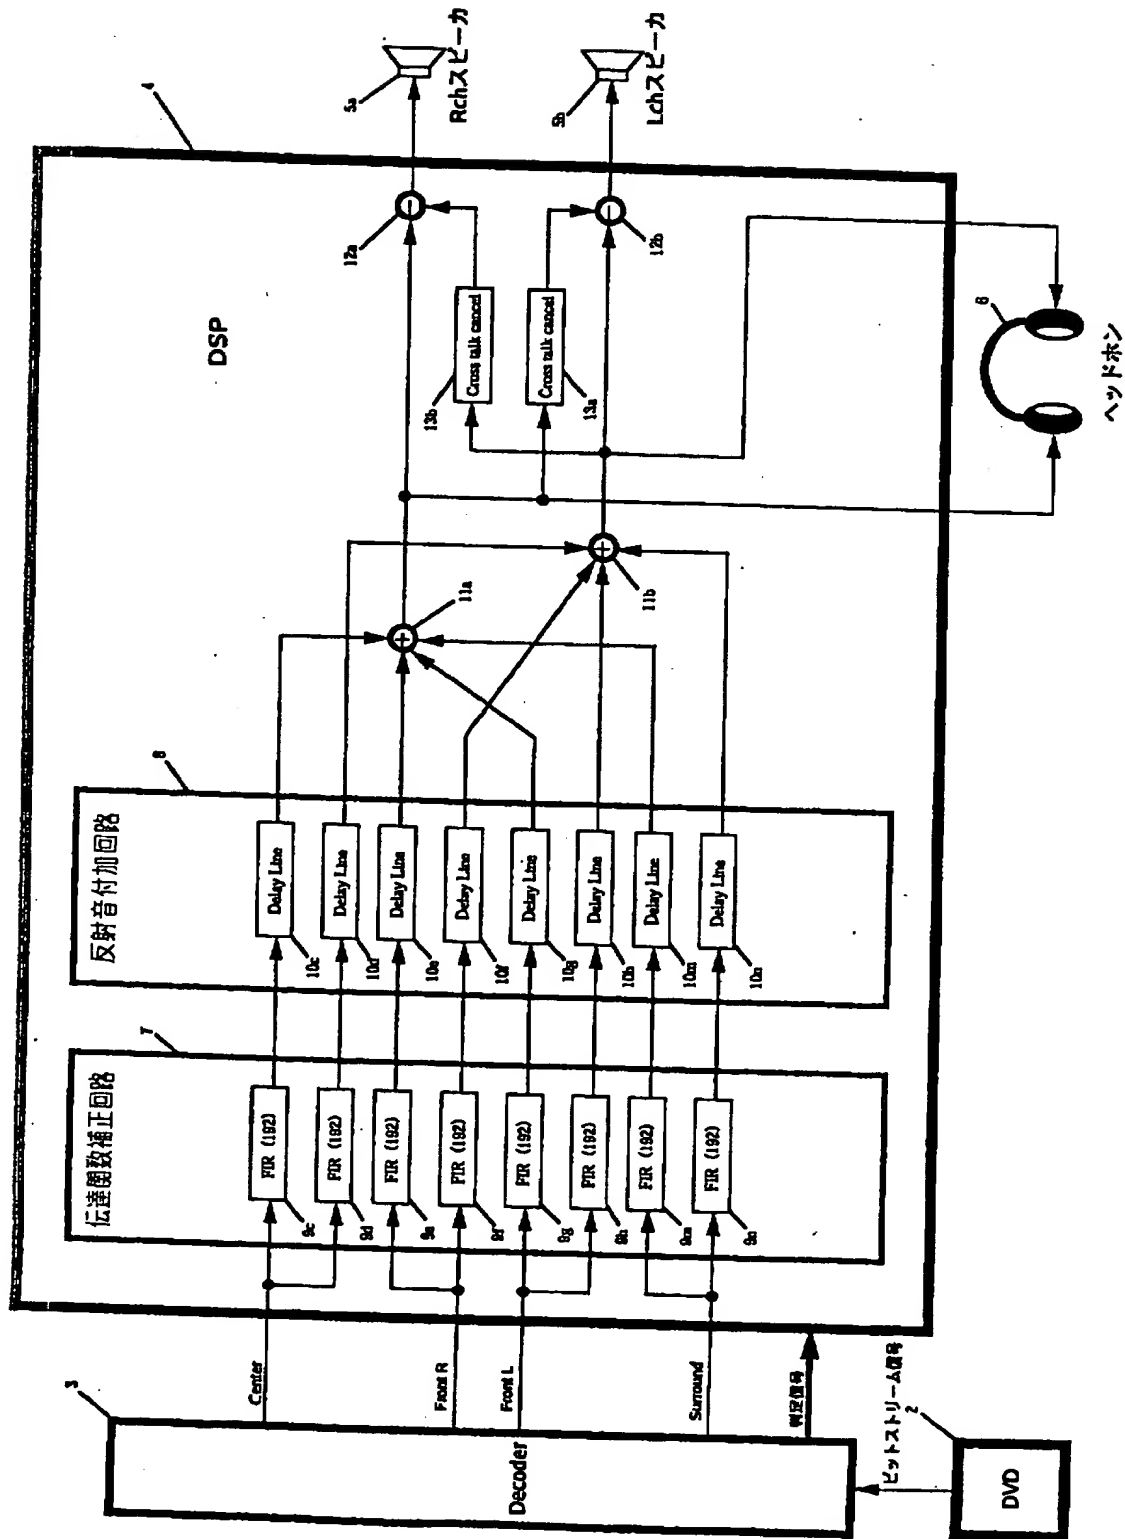 DVD
2
ビットストリーム信号
Decoder
3
Center
Front R
Front L
Surround
判定信号
DSP
4
伝達関数補正回路
7
FIR (192)
9c
FIR (192)
9d
FIR (192)
9e
FIR (192)
9f
FIR (192)
9g
FIR (192)
9h
FIR (192)
9m
FIR (192)
9n
反射音付加回路
8
Delay Line
10c
Delay Line
10d
Delay Line
10e
Delay Line
10f
Delay Line
10g
Delay Line
10h
Delay Line
10m
Delay Line
10n
+
11a
+
11b
Cross talk cancel
13b
Cross talk cancel
13a
-
12a
-
12b
5a
Rchスピーカ
5b
Lchスピーカ
6
ヘッドホン